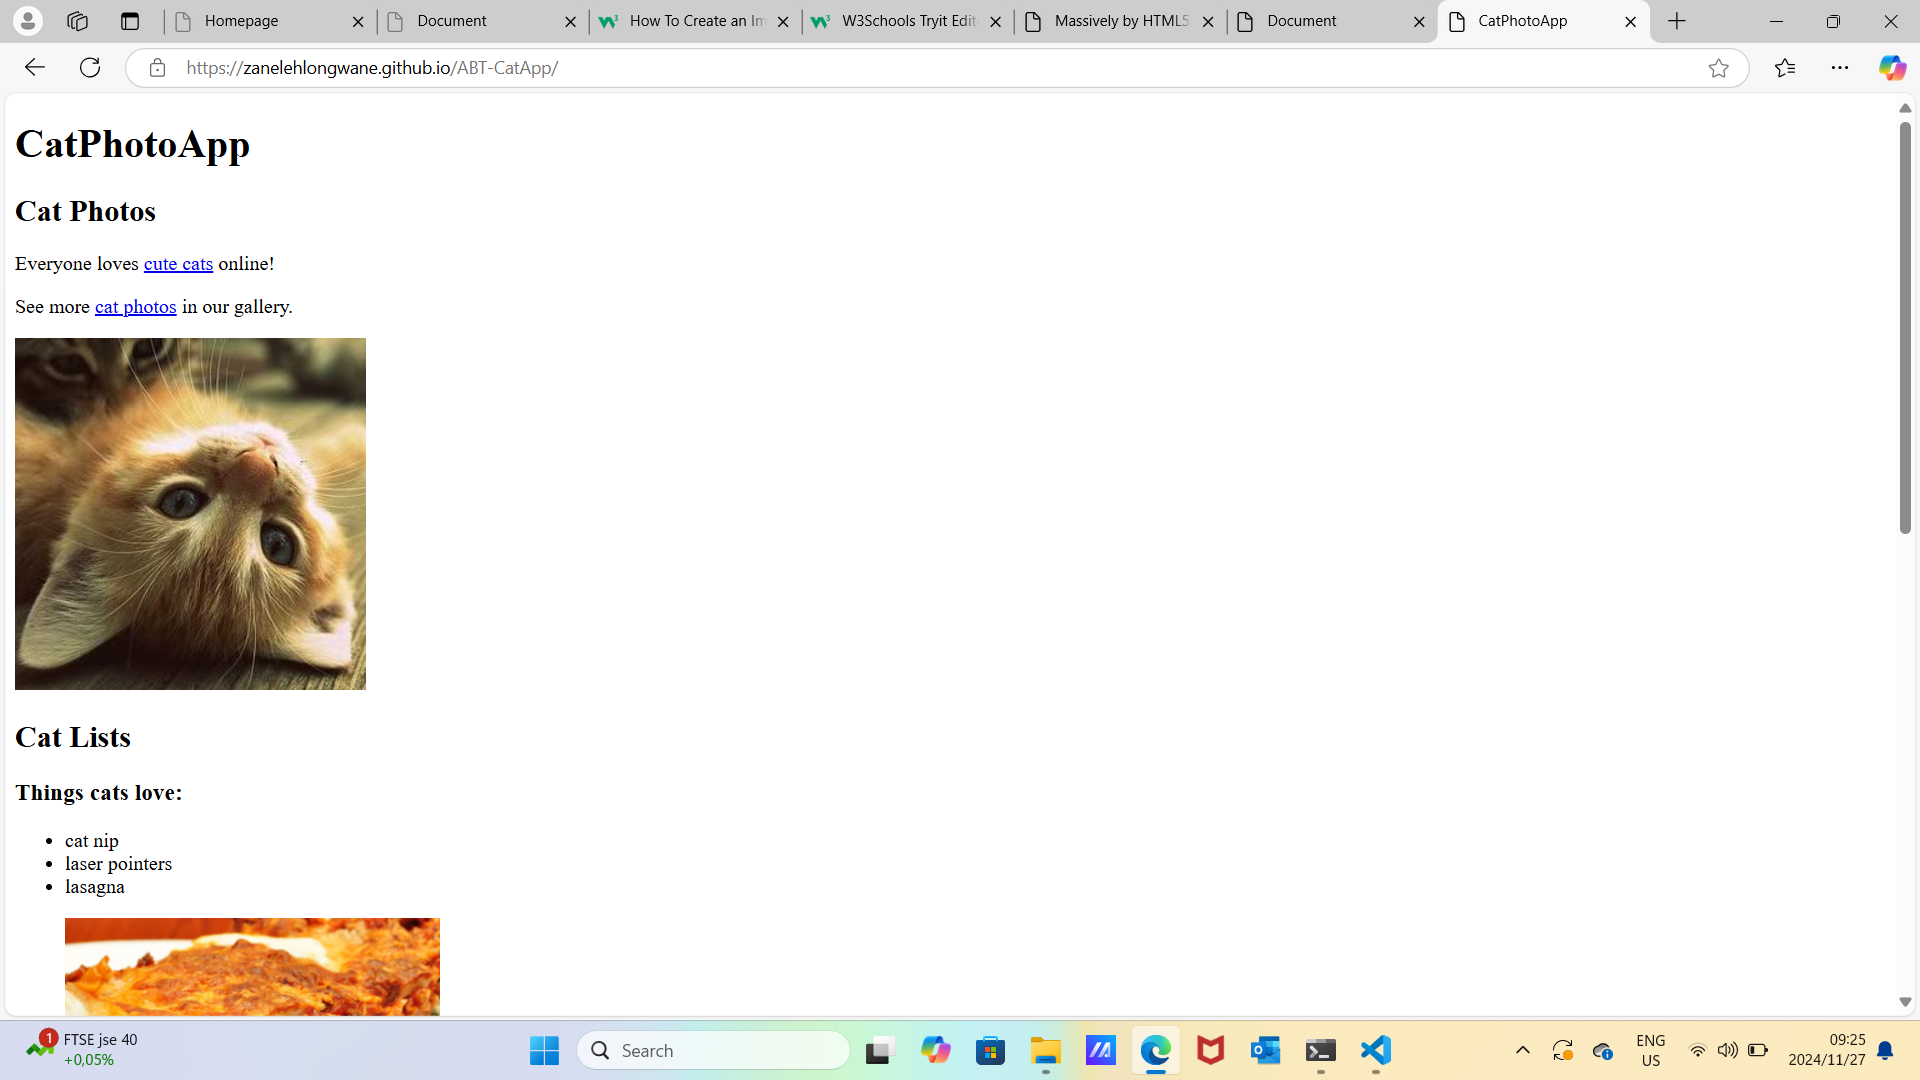 Homepage
Document
How To Create an Im
W3Schools Tryit Edit
Massively by HTML5
Document
CatPhotoApp
https://zanelehlongwane.github.io/ABT-CatApp/
CatPhotoApp
Cat Photos
Everyone loves cute cats online!
See more cat photos in our gallery.
Cat Lists
Things cats love:
cat nip
laser pointers
lasagna
1
FTSE jse 40
+0,05%
Search
ENG
US
09:25
2024/11/27